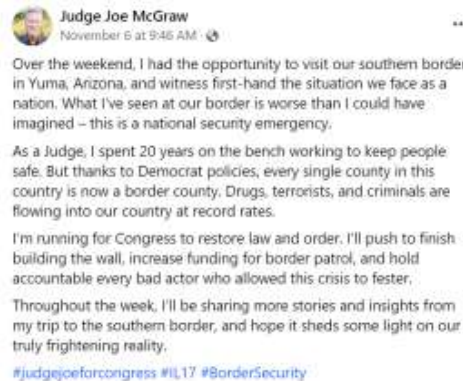 Judge Joe McGraw
November 6 at 9:46 AM ·
Over the weekend, I had the opportunity to visit our southern border
in Yuma, Arizona, and witness first-hand the situation we face as a
nation. What I've seen at our border is worse than I could have
imagined – this is a national security emergency.
As a Judge, I spent 20 years on the bench working to keep people
safe. But thanks to Democrat policies, every single county in this
country is now a border county. Drugs, terrorists, and criminals are
flowing into our country at record rates.
I'm running for Congress to restore law and order. I'll push to finish
building the wall, increase funding for border patrol, and hold
accountable every bad actor who allowed this crisis to fester.
Throughout the week, I'll be sharing more stories and insights from
my trip to the southern border, and hope it sheds some light on our
truly frightening reality.
#judgejoeforcongress #IL17 #BorderSecurity